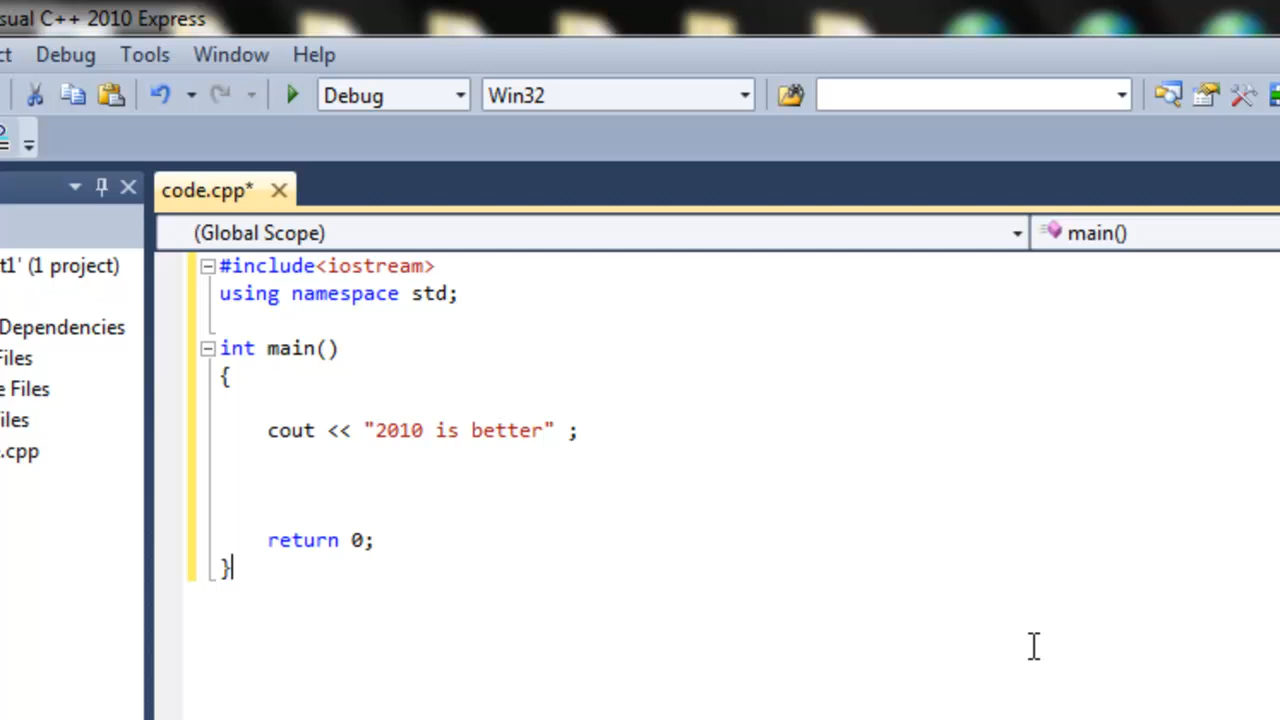 sual C++ 2010 Express
ct Debug Tools Window Help
Debug Win32
code.cpp*
(Global Scope) main()
t1' (1 project)
Dependencies
Files
e Files
iles
.cpp
#include<iostream>
using namespace std;
int main()
{
cout << "2010 is better" ;
return 0;
}